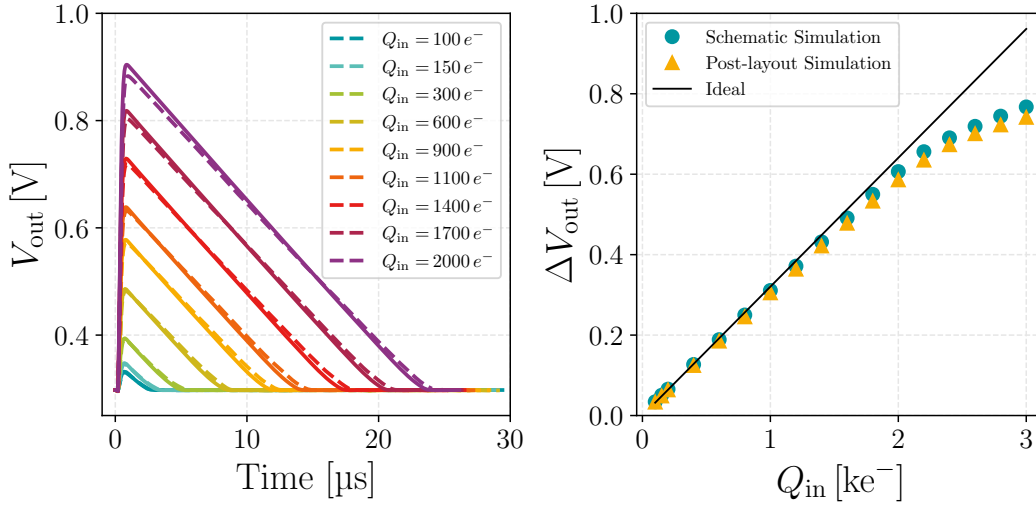 1.0
0.8
0.6
0.4
0
10
20
30
V_out [V]
Time [µs]
Q_in = 100 e⁻
Q_in = 150 e⁻
Q_in = 300 e⁻
Q_in = 600 e⁻
Q_in = 900 e⁻
Q_in = 1100 e⁻
Q_in = 1400 e⁻
Q_in = 1700 e⁻
Q_in = 2000 e⁻
1.0
0.8
0.6
0.4
0.2
0.0
0
1
2
3
ΔV_out [V]
Q_in [ke⁻]
Schematic Simulation
Post-layout Simulation
Ideal